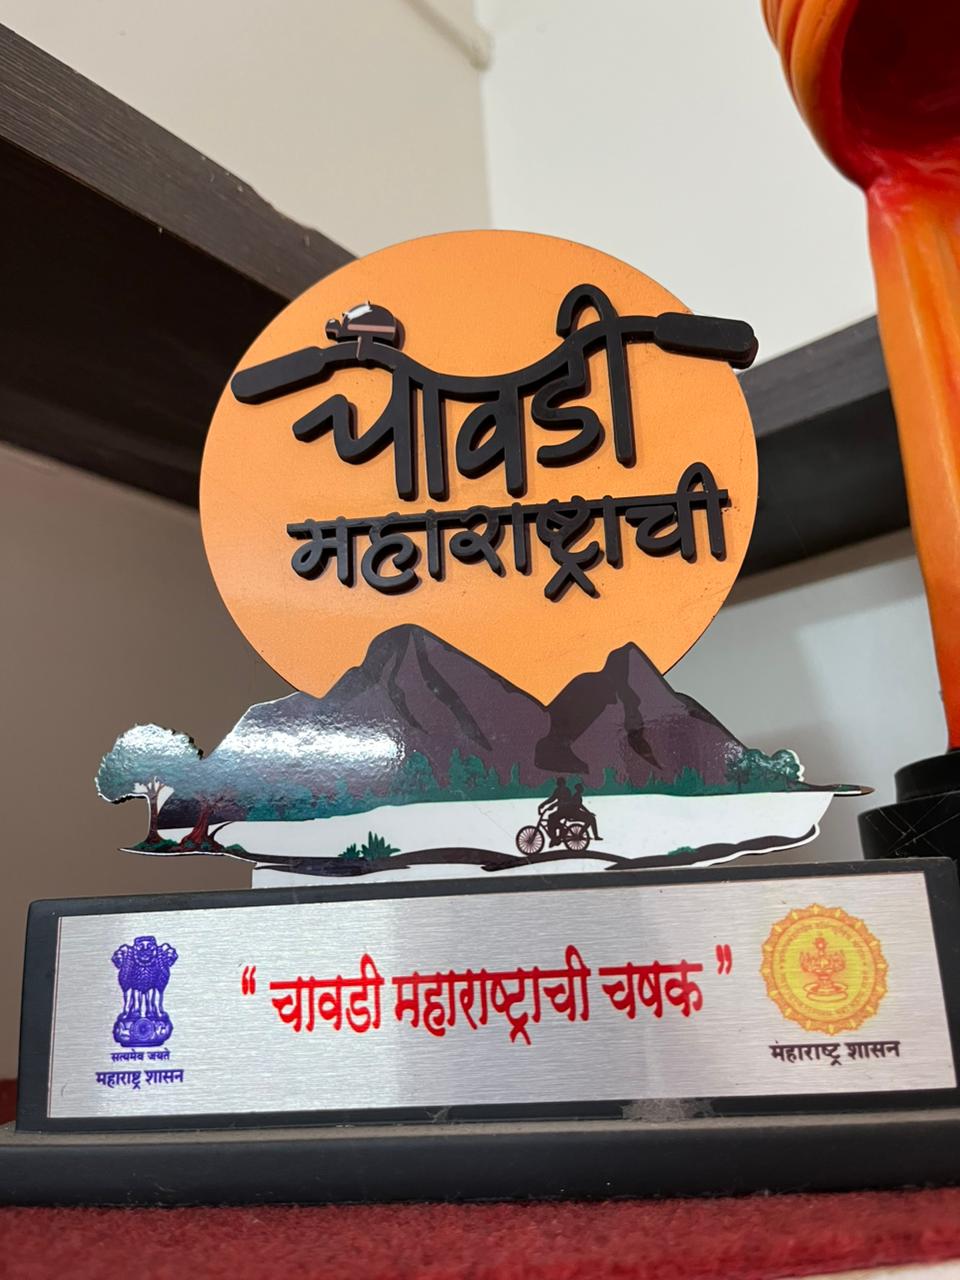 चावडी
महाराष्ट्राची
“ चावडी महाराष्ट्राची चषक ”
सत्यमेव जयते
महाराष्ट्र शासन
महाराष्ट्र शासन